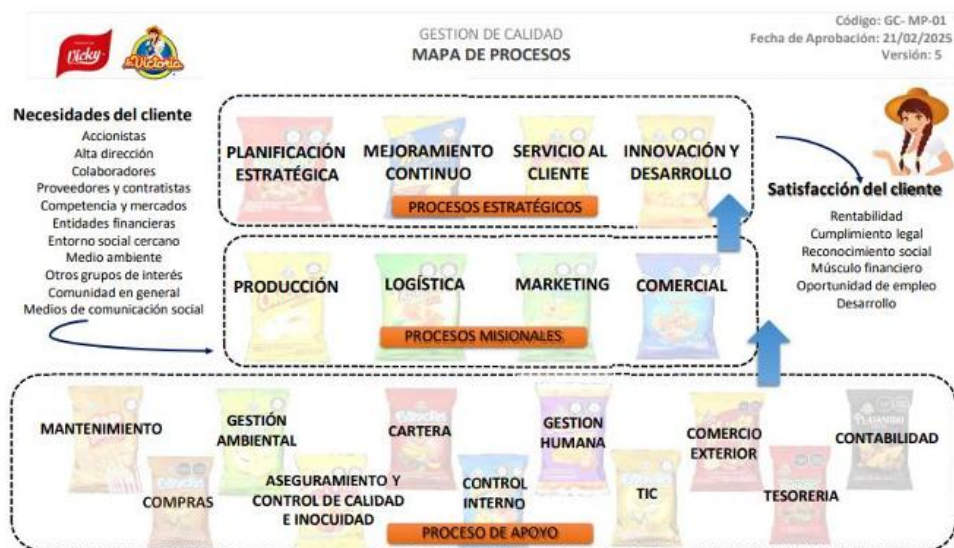 Vicky
la Victoria
GESTION DE CALIDAD
MAPA DE PROCESOS
Código: GC- MP-01
Fecha de Aprobación: 21/02/2025
Versión: 5
Necesidades del cliente
Accionistas
Alta dirección
Colaboradores
Proveedores y contratistas
Competencia y mercados
Entidades financieras
Entorno social cercano
Medio ambiente
Otros grupos de interés
Comunidad en general
Medios de comunicación social
PLANIFICACIÓN
ESTRATÉGICA
MEJORAMIENTO
CONTINUO
SERVICIO AL
CLIENTE
INNOVACIÓN Y
DESARROLLO
PROCESOS ESTRATÉGICOS
Satisfacción del cliente
Rentabilidad
Cumplimiento legal
Reconocimiento social
Músculo financiero
Oportunidad de empleo
Desarrollo
PRODUCCIÓN
LOGÍSTICA
MARKETING
COMERCIAL
PROCESOS MISIONALES
MANTENIMIENTO
GESTIÓN
AMBIENTAL
CARTERA
GESTION
HUMANA
COMERCIO
EXTERIOR
CONTABILIDAD
COMPRAS
ASEGURAMIENTO Y
CONTROL DE CALIDAD
E INOCUIDAD
CONTROL
INTERNO
TIC
TESORERIA
PROCESO DE APOYO